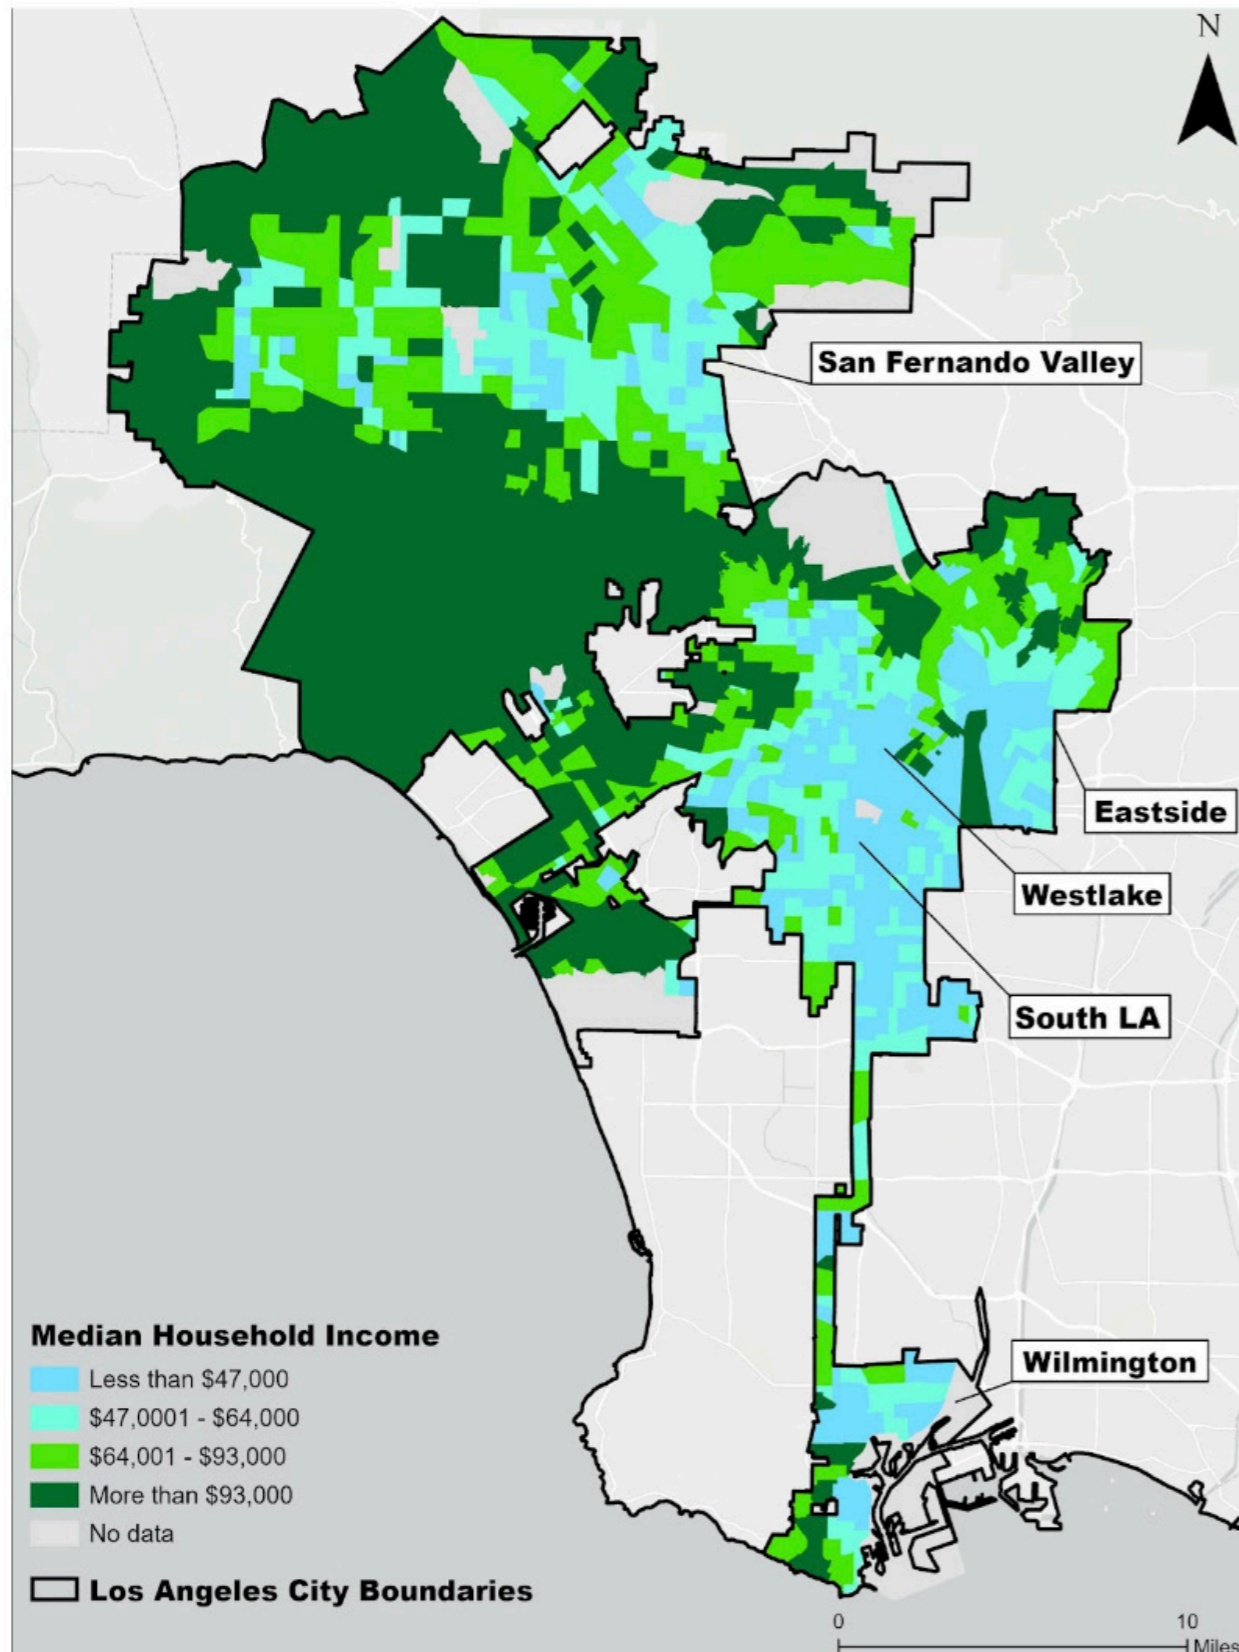 N
San Fernando Valley
Eastside
Westlake
South LA
Wilmington
Median Household Income
Less than $47,000
$47,0001 - $64,000
$64,001 - $93,000
More than $93,000
No data
Los Angeles City Boundaries
0 10
Miles